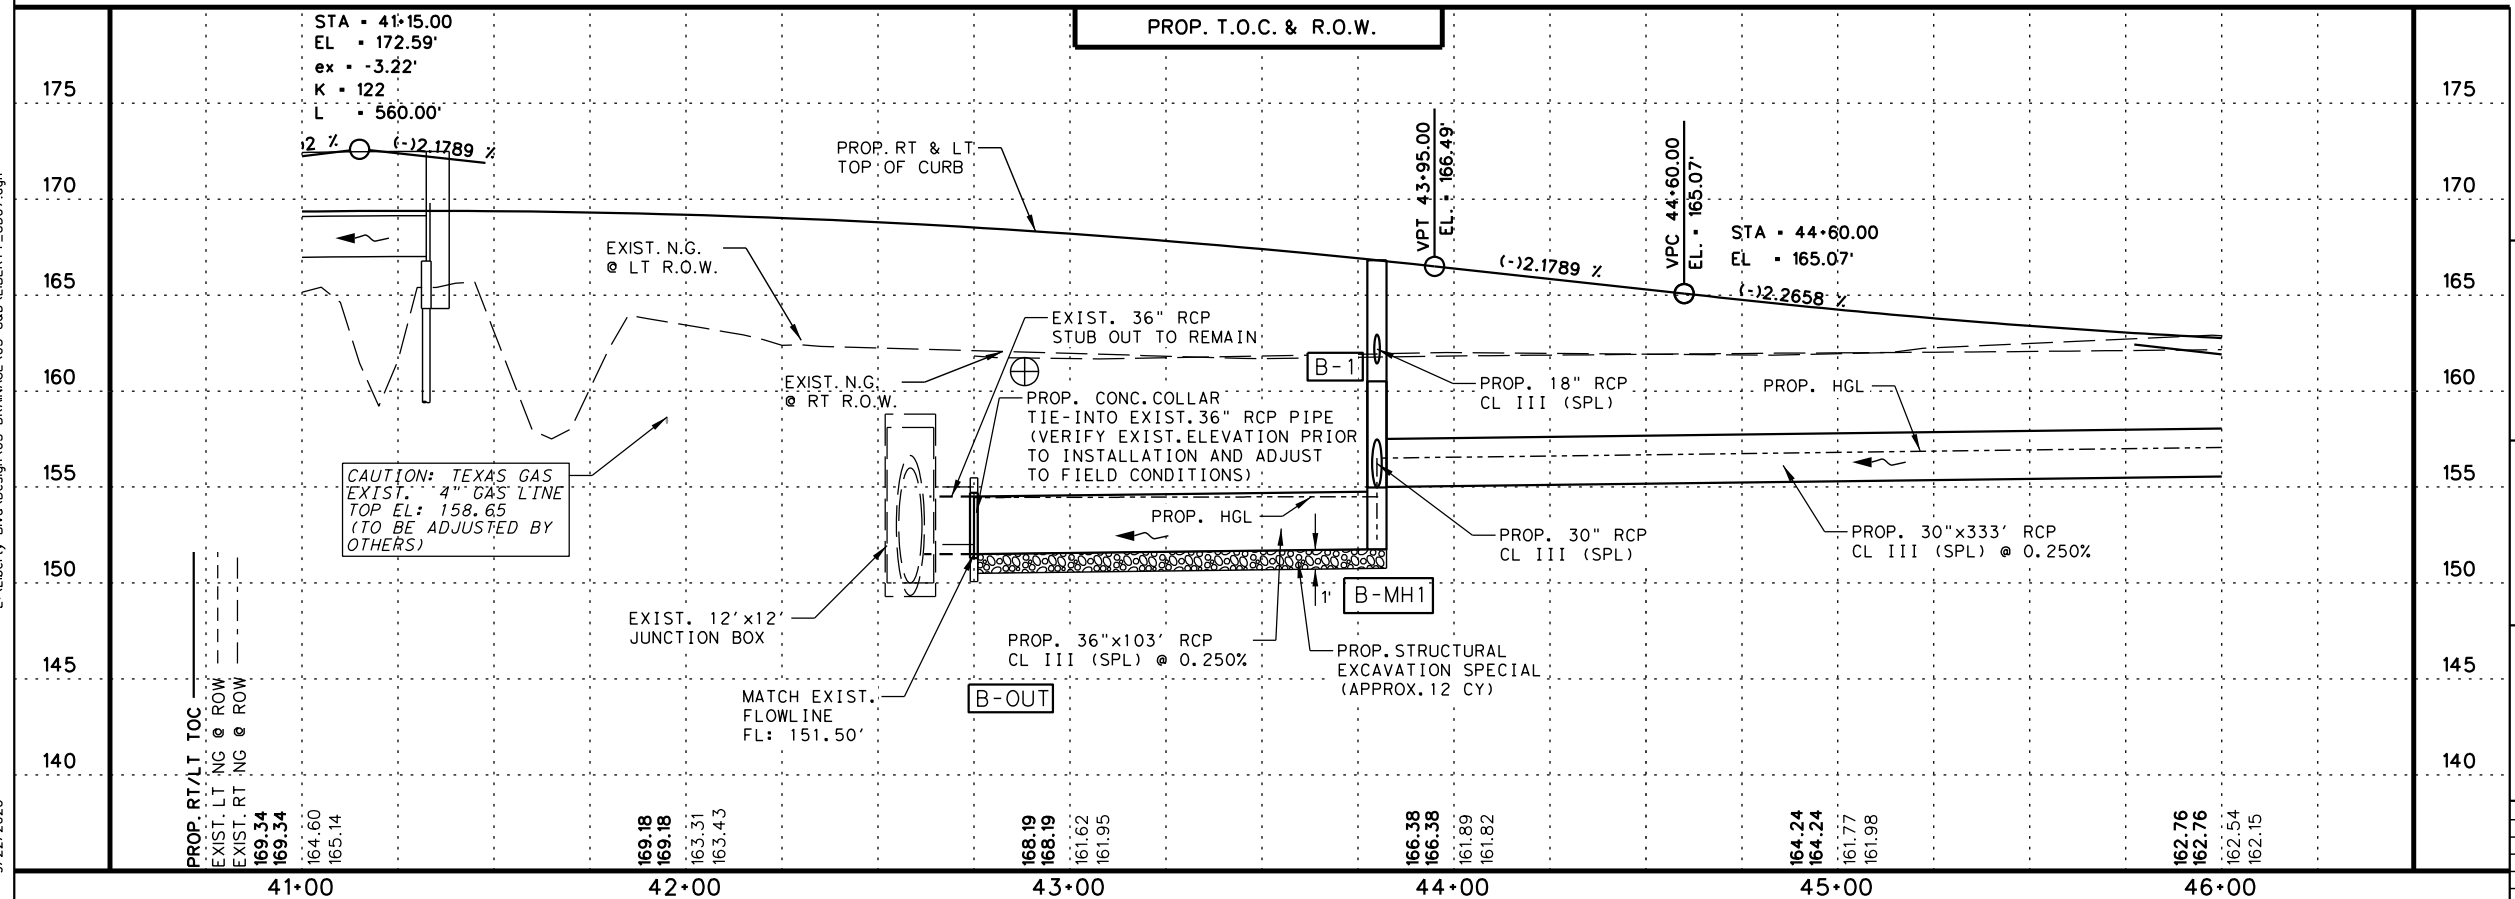 PROP. T.O.C. & R.O.W.
STA = 41+15.00
EL = 172.59'
ex = -3.22'
K = 122
L = 560.00'
175
175
170
170
165
165
160
160
155
155
150
150
145
145
140
140
2 %
(-)2.1789 %
PROP. RT & LT
TOP OF CURB
VPT 43+95.00
EL. = 166.49'
VPC 44+60.00
EL. = 165.07'
STA = 44+60.00
EL = 165.07'
(-)2.1789 %
(-)2.2658 %
EXIST. N.G.
@ LT R.O.W.
EXIST. 36" RCP
STUB OUT TO REMAIN
EXIST. N.G.
@ RT R.O.W.
B-1
PROP. 18" RCP
CL III (SPL)
PROP. HGL
PROP. CONC. COLLAR
TIE-INTO EXIST. 36" RCP PIPE
(VERIFY EXIST. ELEVATION PRIOR
TO INSTALLATION AND ADJUST
TO FIELD CONDITIONS)
CAUTION: TEXAS GAS
EXIST. 4" GAS LINE
TOP EL: 158.65
(TO BE ADJUSTED BY
OTHERS)
PROP. HGL
PROP. 30" RCP
CL III (SPL)
PROP. 30"x333' RCP
CL III (SPL) @ 0.250%
1'
B-MH1
EXIST. 12'x12'
JUNCTION BOX
PROP. 36"x103' RCP
CL III (SPL) @ 0.250%
PROP. STRUCTURAL
EXCAVATION SPECIAL
(APPROX. 12 CY)
MATCH EXIST.
FLOWLINE
FL: 151.50'
B-OUT
PROP. RT/LT TOC
EXIST. LT NG @ ROW
EXIST. RT NG @ ROW
169.34
169.34
164.60
165.14
169.18
169.18
163.31
163.43
168.19
168.19
161.62
161.95
166.38
166.38
161.89
161.82
164.24
164.24
161.77
161.98
162.76
162.76
162.54
162.15
41+00
42+00
43+00
44+00
45+00
46+00